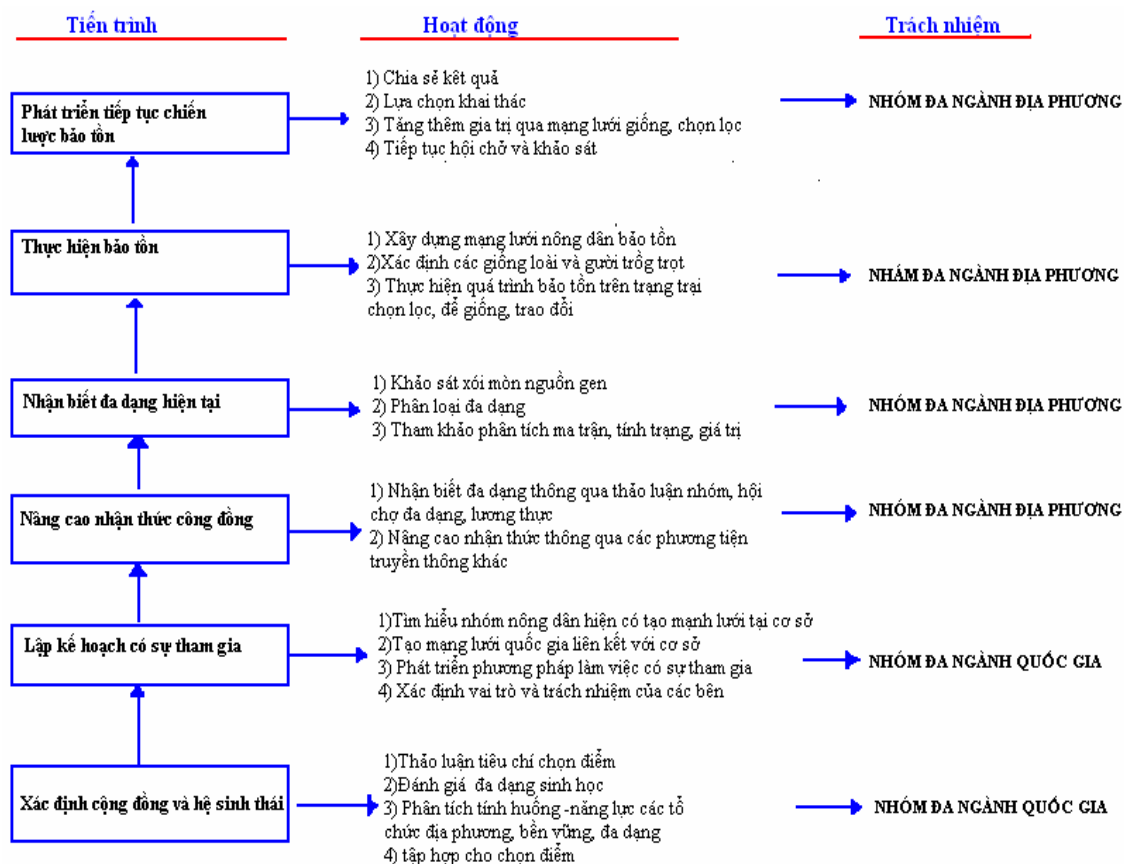 Tiến trình
Hoạt động
Trách nhiệm
Phát triển tiếp tục chiến
lược bảo tồn
1) Chia sẻ kêt quả
2) Lựa chọn khai thác
3) Tăng thêm gia trị qua mạng lưới giống, chọn lọc
4) Tiếp tục hội chở và khảo sát
NHÓM ĐA NGÀNH ĐỊA PHƯƠNG
Thực hiện bảo tồn
1) Xây dựng mạng lưới nông dân bảo tồn
2)Xác định các giống loài và gười trồg trọt
3) Thực hiện quá trình bảo tồn trên trạng trại
chọn lọc, để giống, trao đổi
NHÁM ĐA NGÀNH ĐỊA PHƯƠNG
Nhận biết đa dạng hiện tại
1) Khảo sát xói mòn nguồn gen
2) Phân loại đa dạng
3) Tham khảo phân tích ma trận, tính trạng, giá trị
NHÓM ĐA NGÀNH ĐỊA PHƯƠNG
Nâng cao nhận thức công đồng
1) Nhận biết đa dạng thông qua thảo luận nhóm, hội
chợ đa dạng, lương thực
2) Nâng cao nhận thức thông qua các phương tiện
truyền thông khác
NHÓM ĐA NGÀNH ĐỊA PHƯƠNG
Lập kế hoạch có sự tham gia
1)Tìm hiểu nhóm nông dân hiện có tạo mạnh lưới tại cơ sở
2)Tạo mạng lưới quốc gia liên kết với cơ sở
3) Phát triển phương pháp làm việc có sự tham gia
4) Xác định vai trò và trách nhiệm của các bên
NHÓM ĐA NGÀNH QUỐC GIA
Xác định cộng đồng và hệ sinh thái
1)Thảo luận tiêu chí chọn điểm
2)Đánh giá đa dạng sinh học
3) Phân tích tính huống -năng lực các tổ
chức địa phương, bền vững, đa dạng
4) tập hợp cho chọn điểm
NHÓM ĐA NGÀNH QUỐC GIA